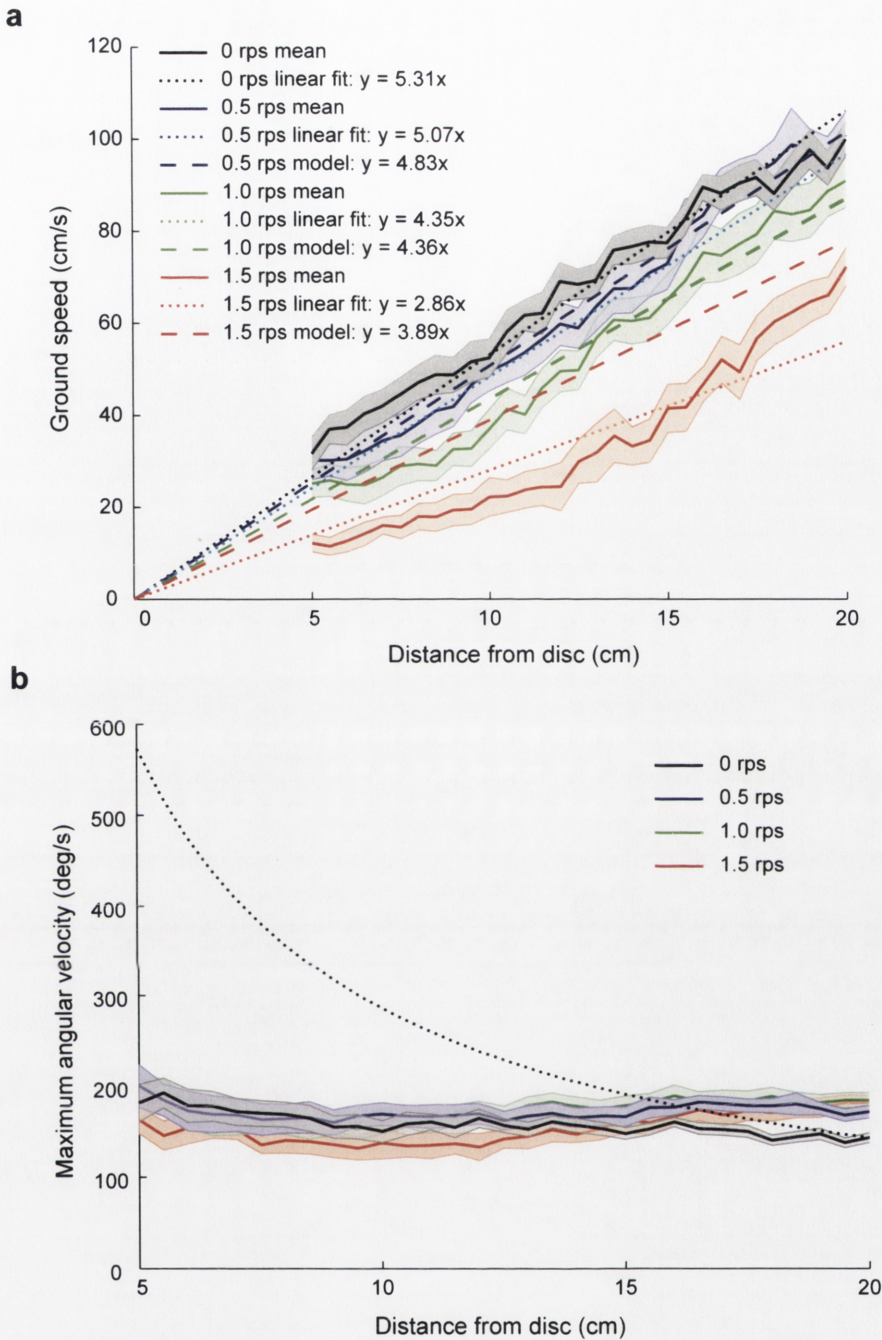 a
120
100
80
60
40
20
0
Ground speed (cm/s)
0 rps mean
0 rps linear fit: y = 5.31x
0.5 rps mean
0.5 rps linear fit: y = 5.07x
0.5 rps model: y = 4.83x
1.0 rps mean
1.0 rps linear fit: y = 4.35x
1.0 rps model: y = 4.36x
1.5 rps mean
1.5 rps linear fit: y = 2.86x
1.5 rps model: y = 3.89x
0 5 10 15 20
Distance from disc (cm)
b
600
500
400
300
200
100
0
Maximum angular velocity (deg/s)
0 rps
0.5 rps
1.0 rps
1.5 rps
5 10 15 20
Distance from disc (cm)